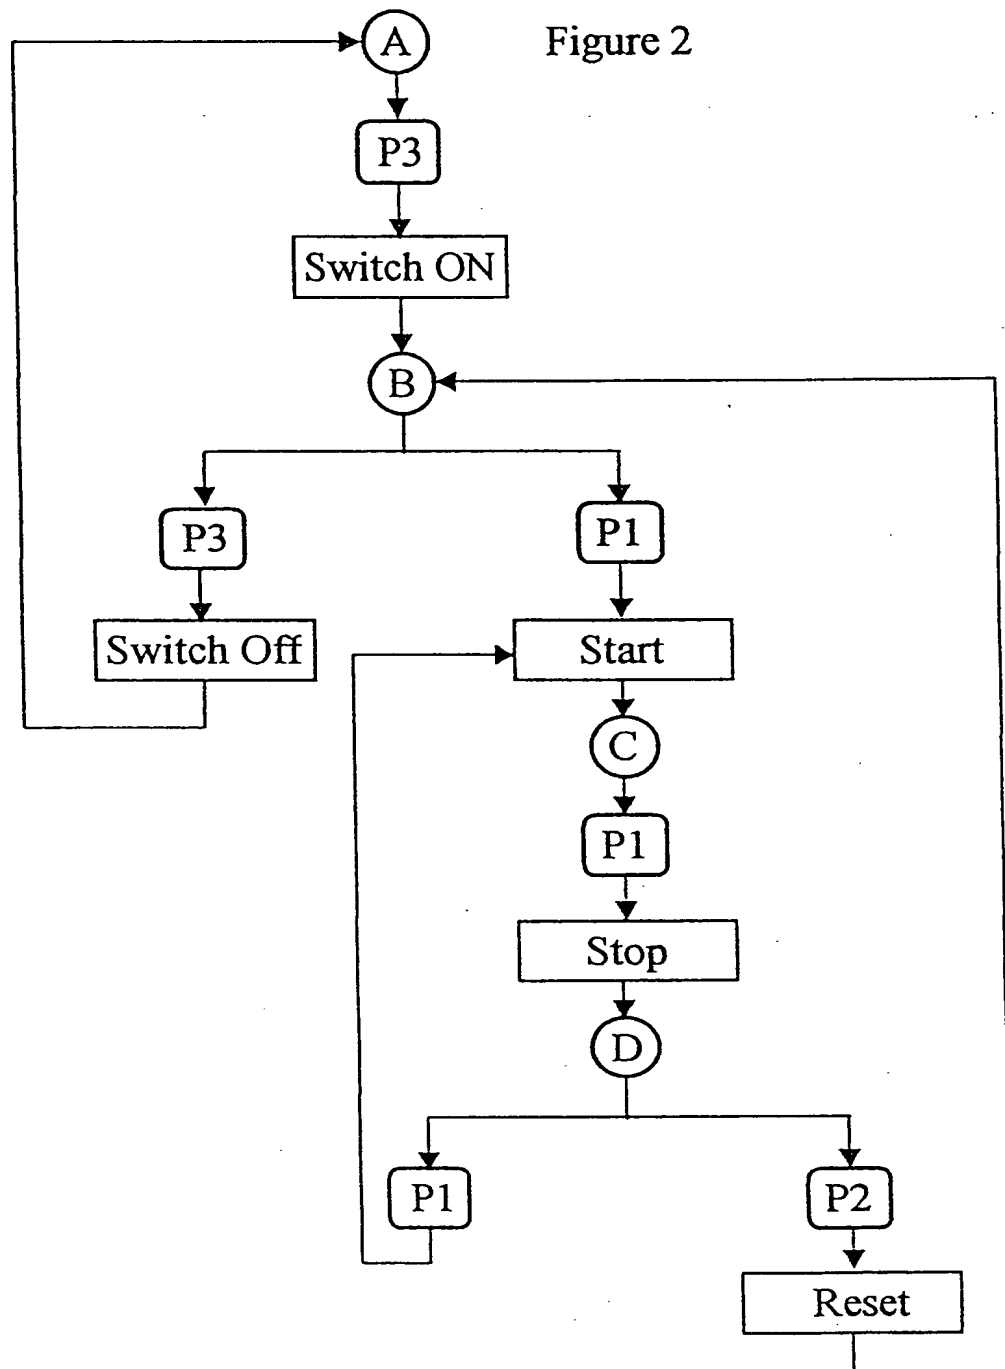 Figure 2
A
P3
Switch ON
B
P3
P1
Switch Off
Start
C
P1
Stop
D
P1
P2
Reset